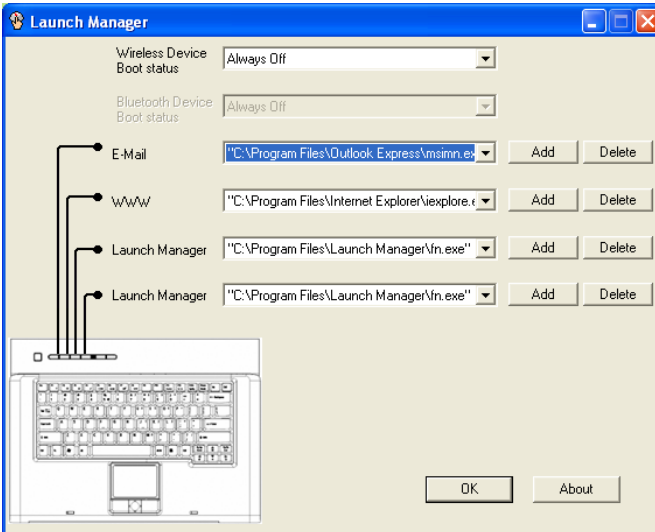 Launch Manager
Wireless Device
Boot status
Always Off
Bluetooth Device
Boot status
Always Off
E-Mail
"C:\Program Files\Outlook Express\msimn.ex
Add
Delete
WWW
"C:\Program Files\Internet Explorer\iexplore.e
Add
Delete
Launch Manager
"C:\Program Files\Launch Manager\fn.exe"
Add
Delete
Launch Manager
"C:\Program Files\Launch Manager\fn.exe"
Add
Delete
OK
About